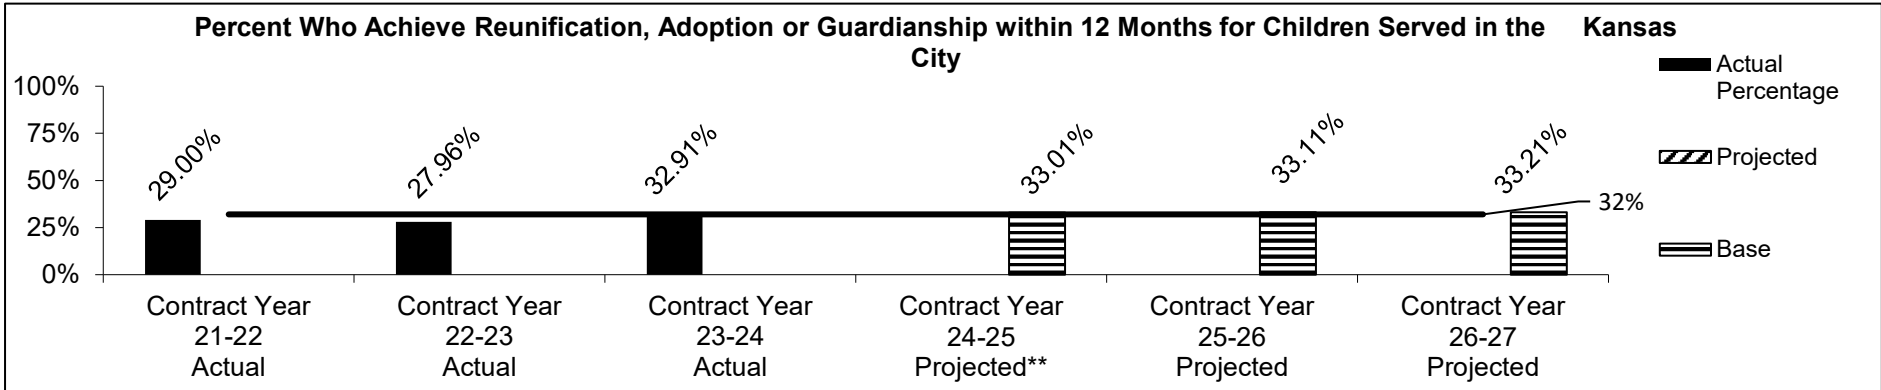 Percent Who Achieve Reunification, Adoption or Guardianship within 12 Months for Children Served in the Kansas
City
Actual
Percentage
Projected
Base
100%
75%
50%
25%
0%
29.00%
27.96%
32.91%
33.01%
33.11%
33.21%
32%
Contract Year
21-22
Actual
Contract Year
22-23
Actual
Contract Year
23-24
Actual
Contract Year
24-25
Projected**
Contract Year
25-26
Projected
Contract Year
26-27
Projected